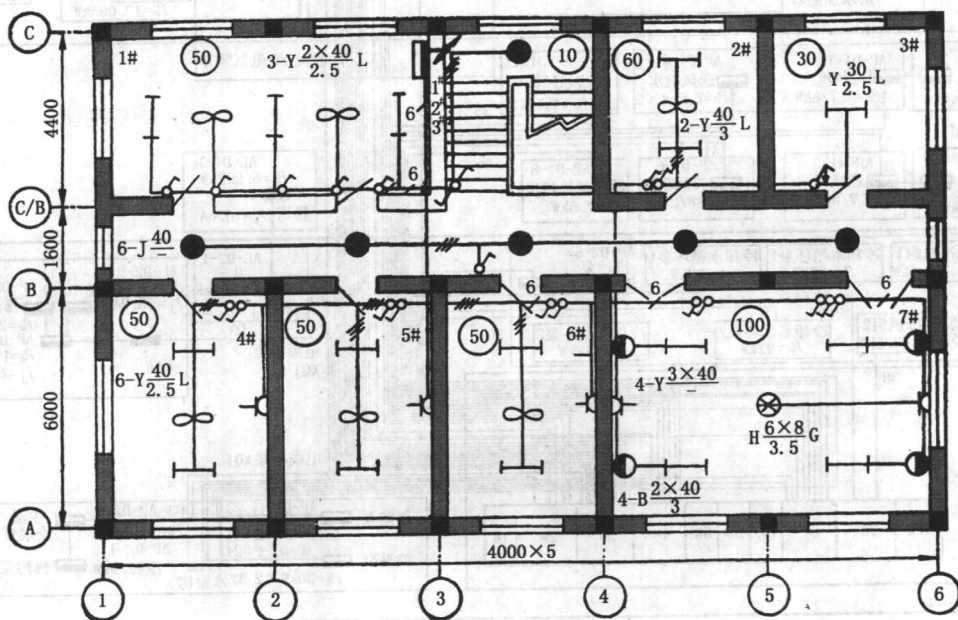 C
1#
50
3-Y 2×40/2.5 L
10
60
2#
30
3#
Y 30/2.5 L
1#
2#
3#
6
2-Y 40/3 L
4400
6
C/B
6-J 40/–
1600
B
6
6
6
50
4#
50
5#
50
6#
100
7#
6-Y 40/2.5 L
4-Y 3×40/–
6000
H 6×8/3.5 G
4-B 2×40/3
A
4000×5
1
2
3
4
5
6